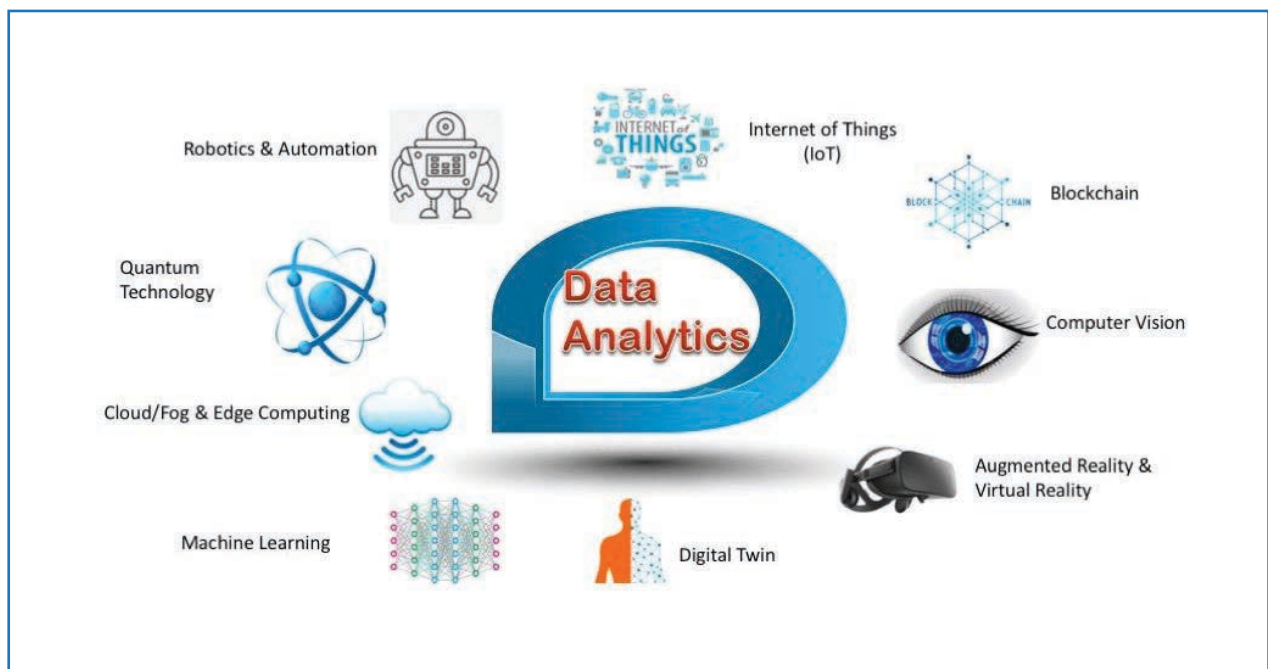 Robotics & Automation
INTERNET of
THINGS
Internet of Things
(IoT)
BLOCK CHAIN
Blockchain
Quantum
Technology
Data
Analytics
Computer Vision
Cloud/Fog & Edge Computing
Augmented Reality &
Virtual Reality
Machine Learning
Digital Twin